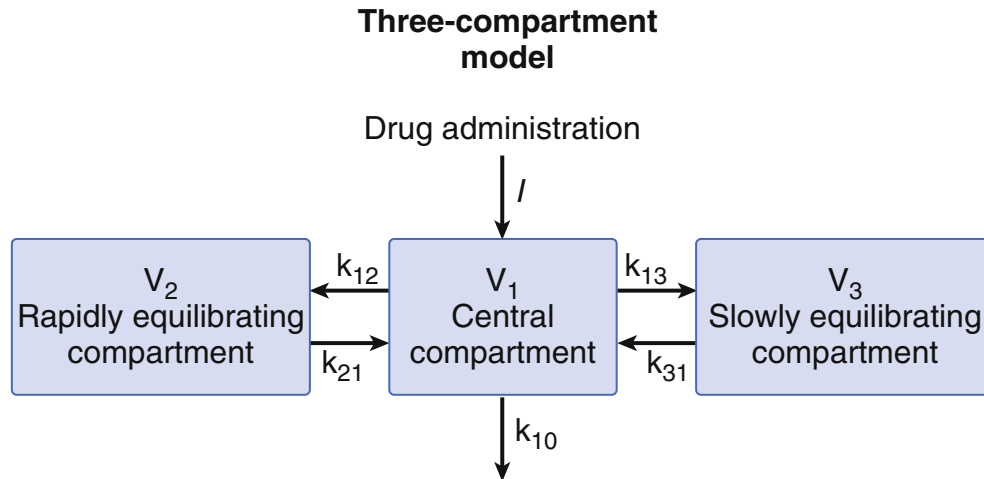 Three-compartment
model
Drug administration
I
k₁₂
k₁₃
V₂
Rapidly equilibrating
compartment
V₁
Central
compartment
V₃
Slowly equilibrating
compartment
k₂₁
k₃₁
k₁₀